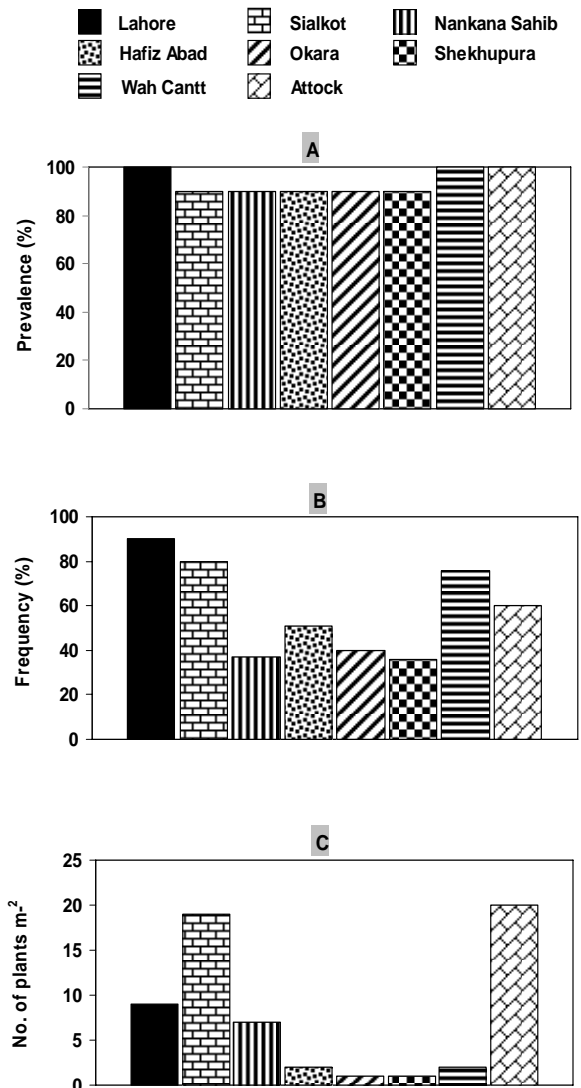 Lahore Sialkot Nankana Sahib
Hafiz Abad Okara Shekhupura
Wah Cantt Attock
A
Prevalence (%)
100
80
60
40
20
0
B
Frequency (%)
100
80
60
40
20
0
C
No. of plants m-²
25
20
15
10
5
0